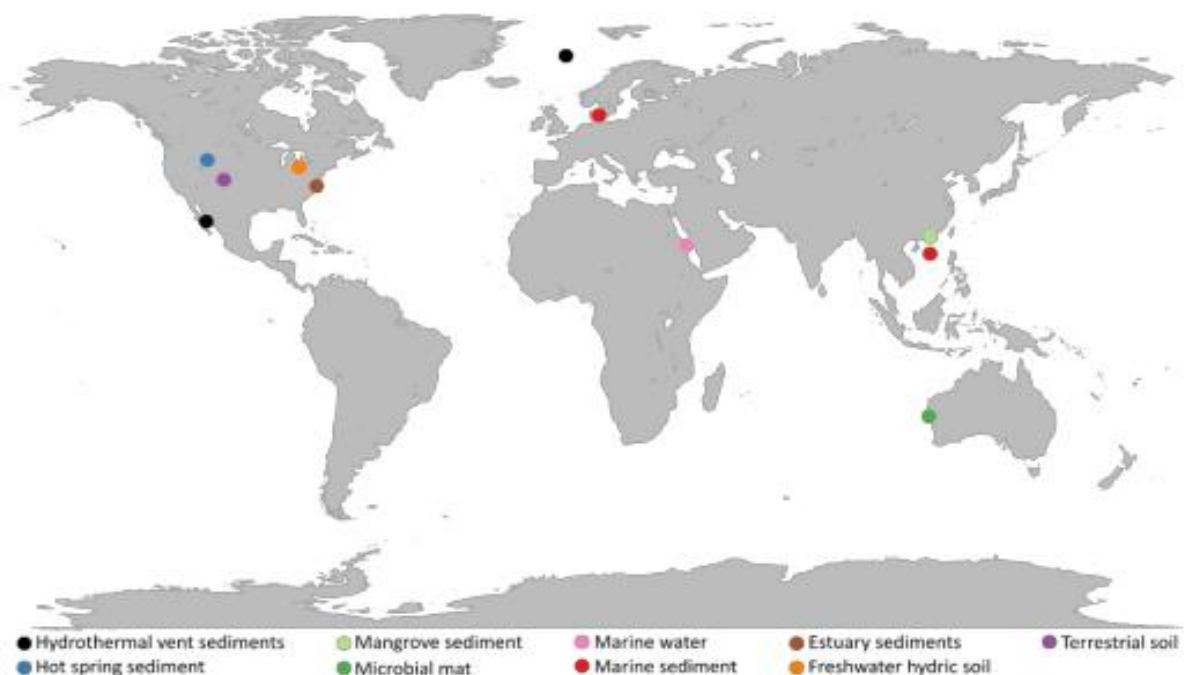 Hydrothermal vent sediments Mangrove sediment Marine water Estuary sediments Terrestrial soil
Hot spring sediment Microbial mat Marine sediment Freshwater hydric soil